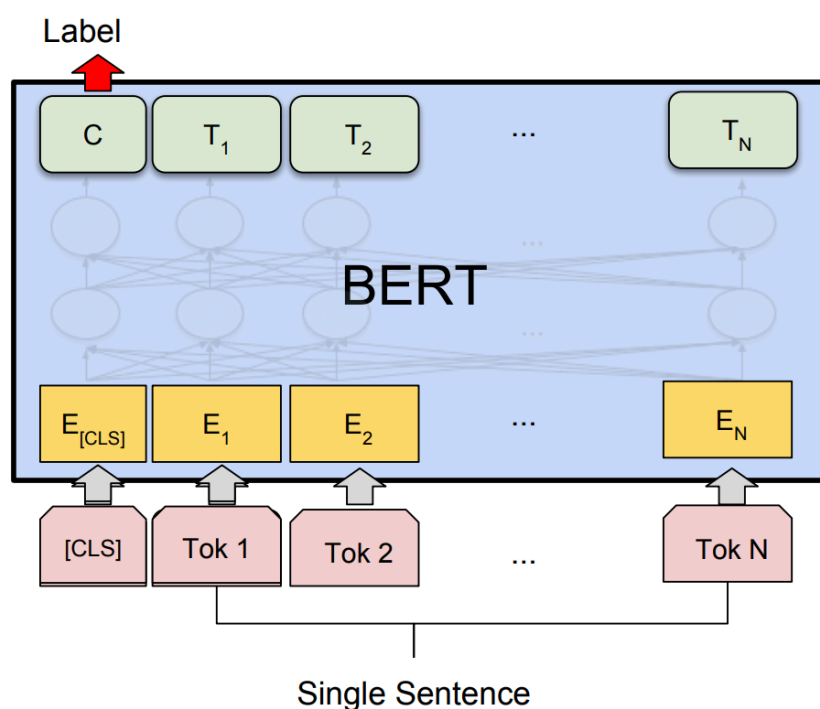 Label
C T1 T2 ... TN
...
BERT
...
E[CLS] E1 E2 ... EN
[CLS] Tok 1 Tok 2 ... Tok N
Single Sentence